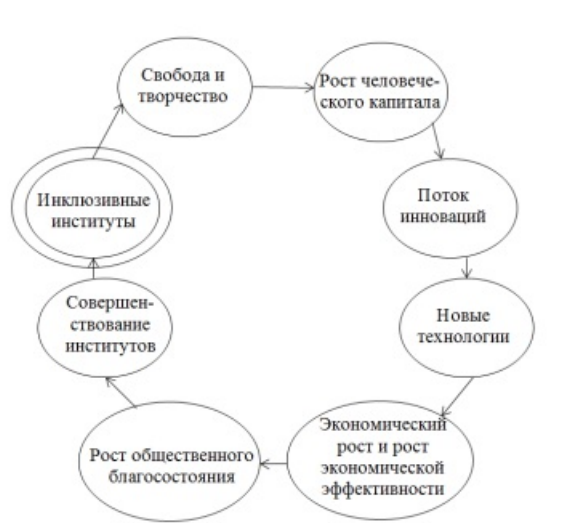 Свобода и
творчество
Рост человече-
ского капитала
Поток
инноваций
Новые
технологии
Экономический
рост и рост
экономической
эффективности
Рост общественного
благосостояния
Совершен-
ствование
институтов
Инклюзивные
институты